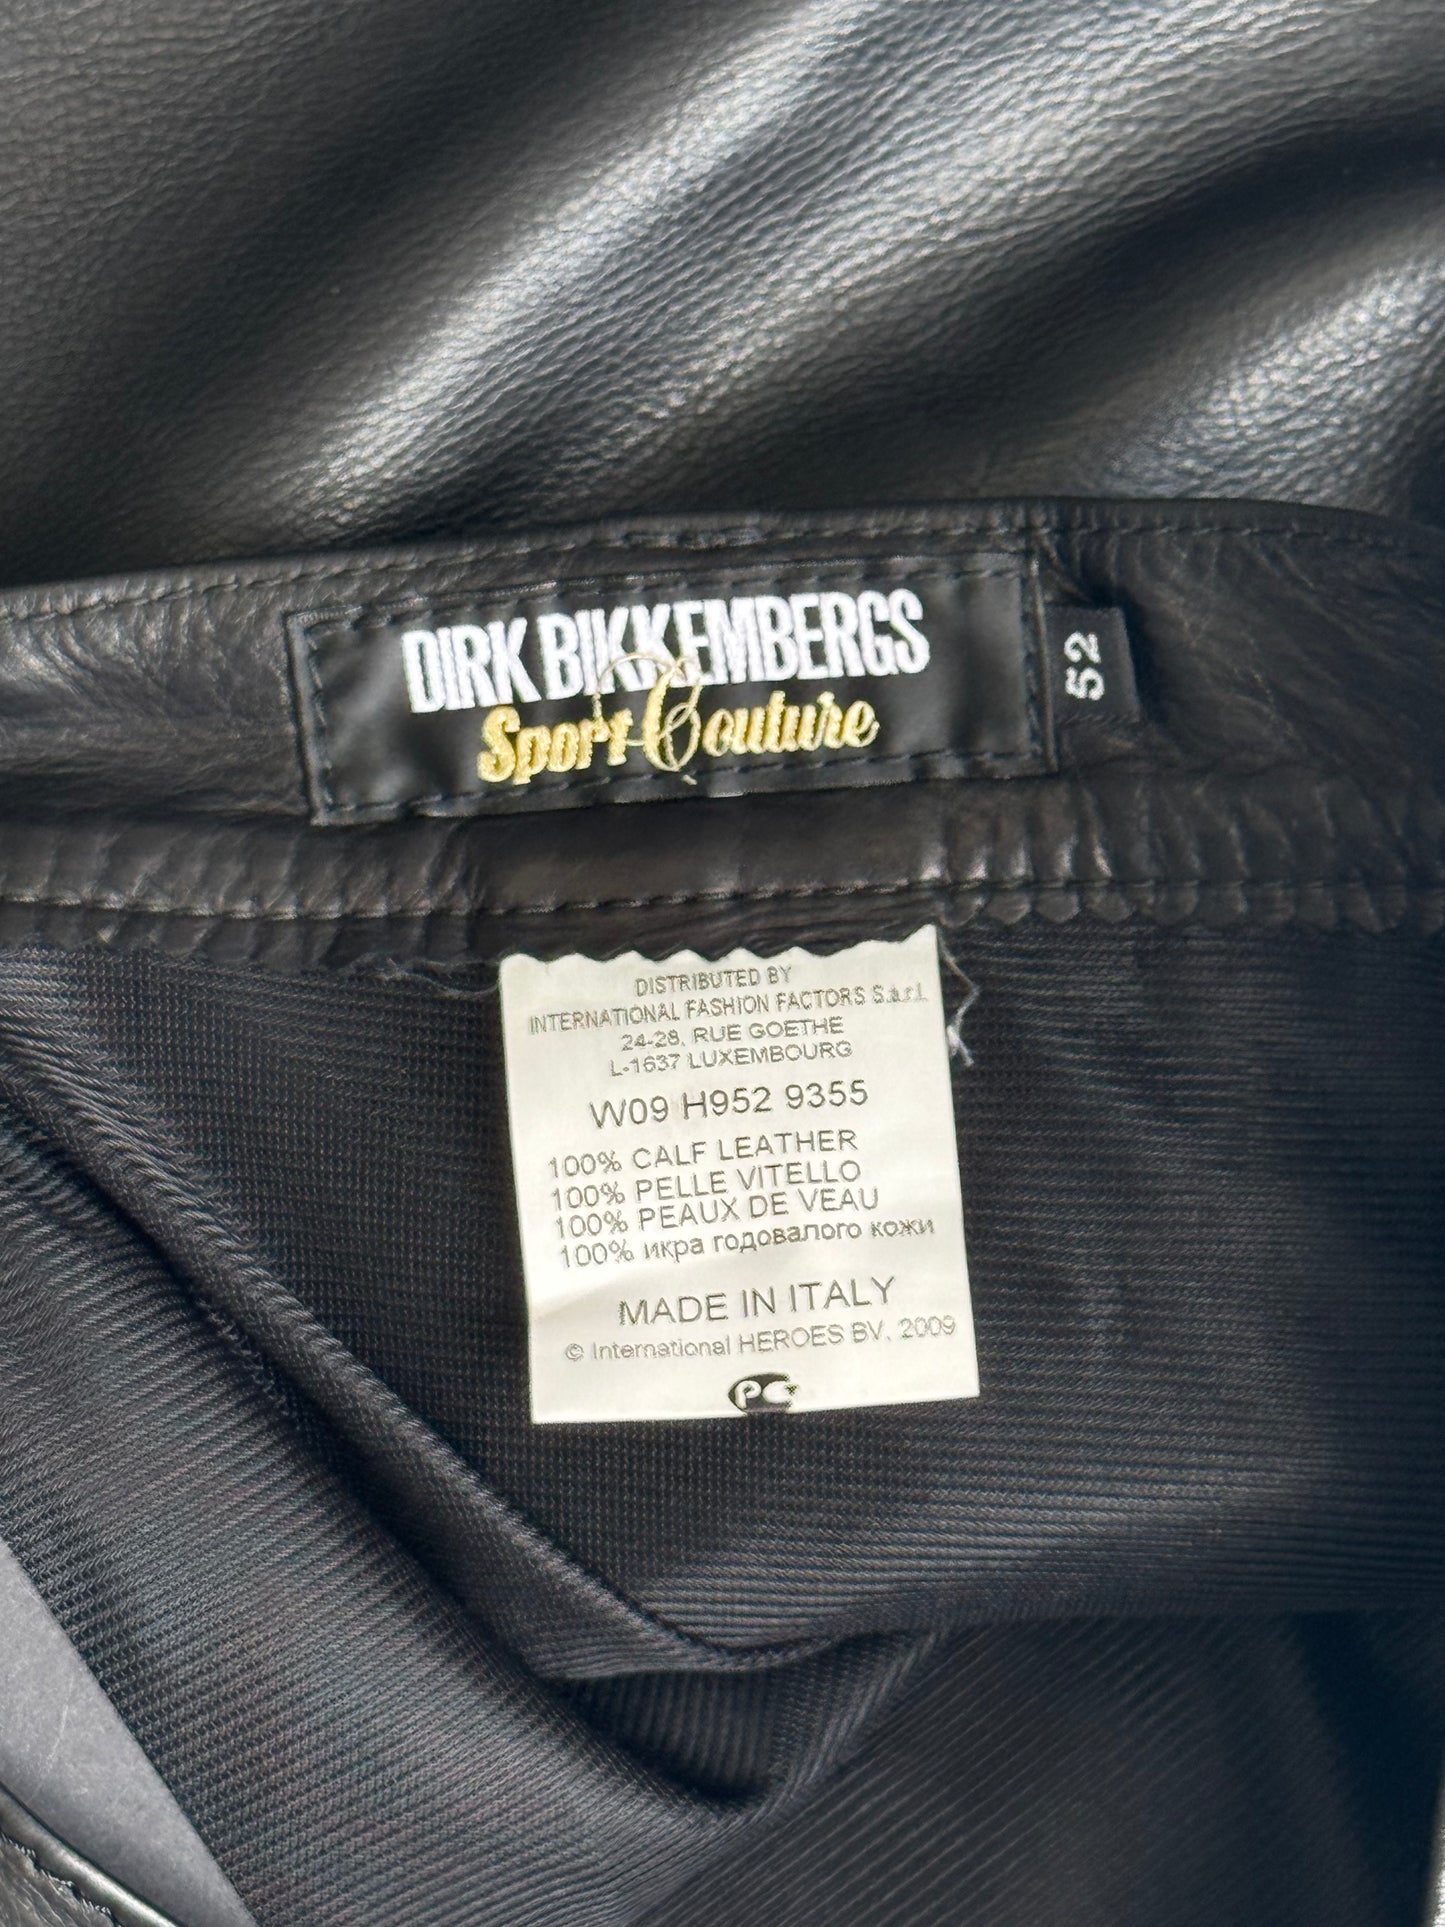 DIRK BIKKEMBERGS
Sport Couture
52
DISTRIBUTED BY
INTERNATIONAL FASHION FACTORS S.a.r.l.
24-28, RUE GOETHE
L-1637 LUXEMBOURG
W09 H952 9355
100% CALF LEATHER
100% PELLE VITELLO
100% PEAUX DE VEAU
100% икра годовалого кожи
MADE IN ITALY
© International HEROES BV. 2009
РС